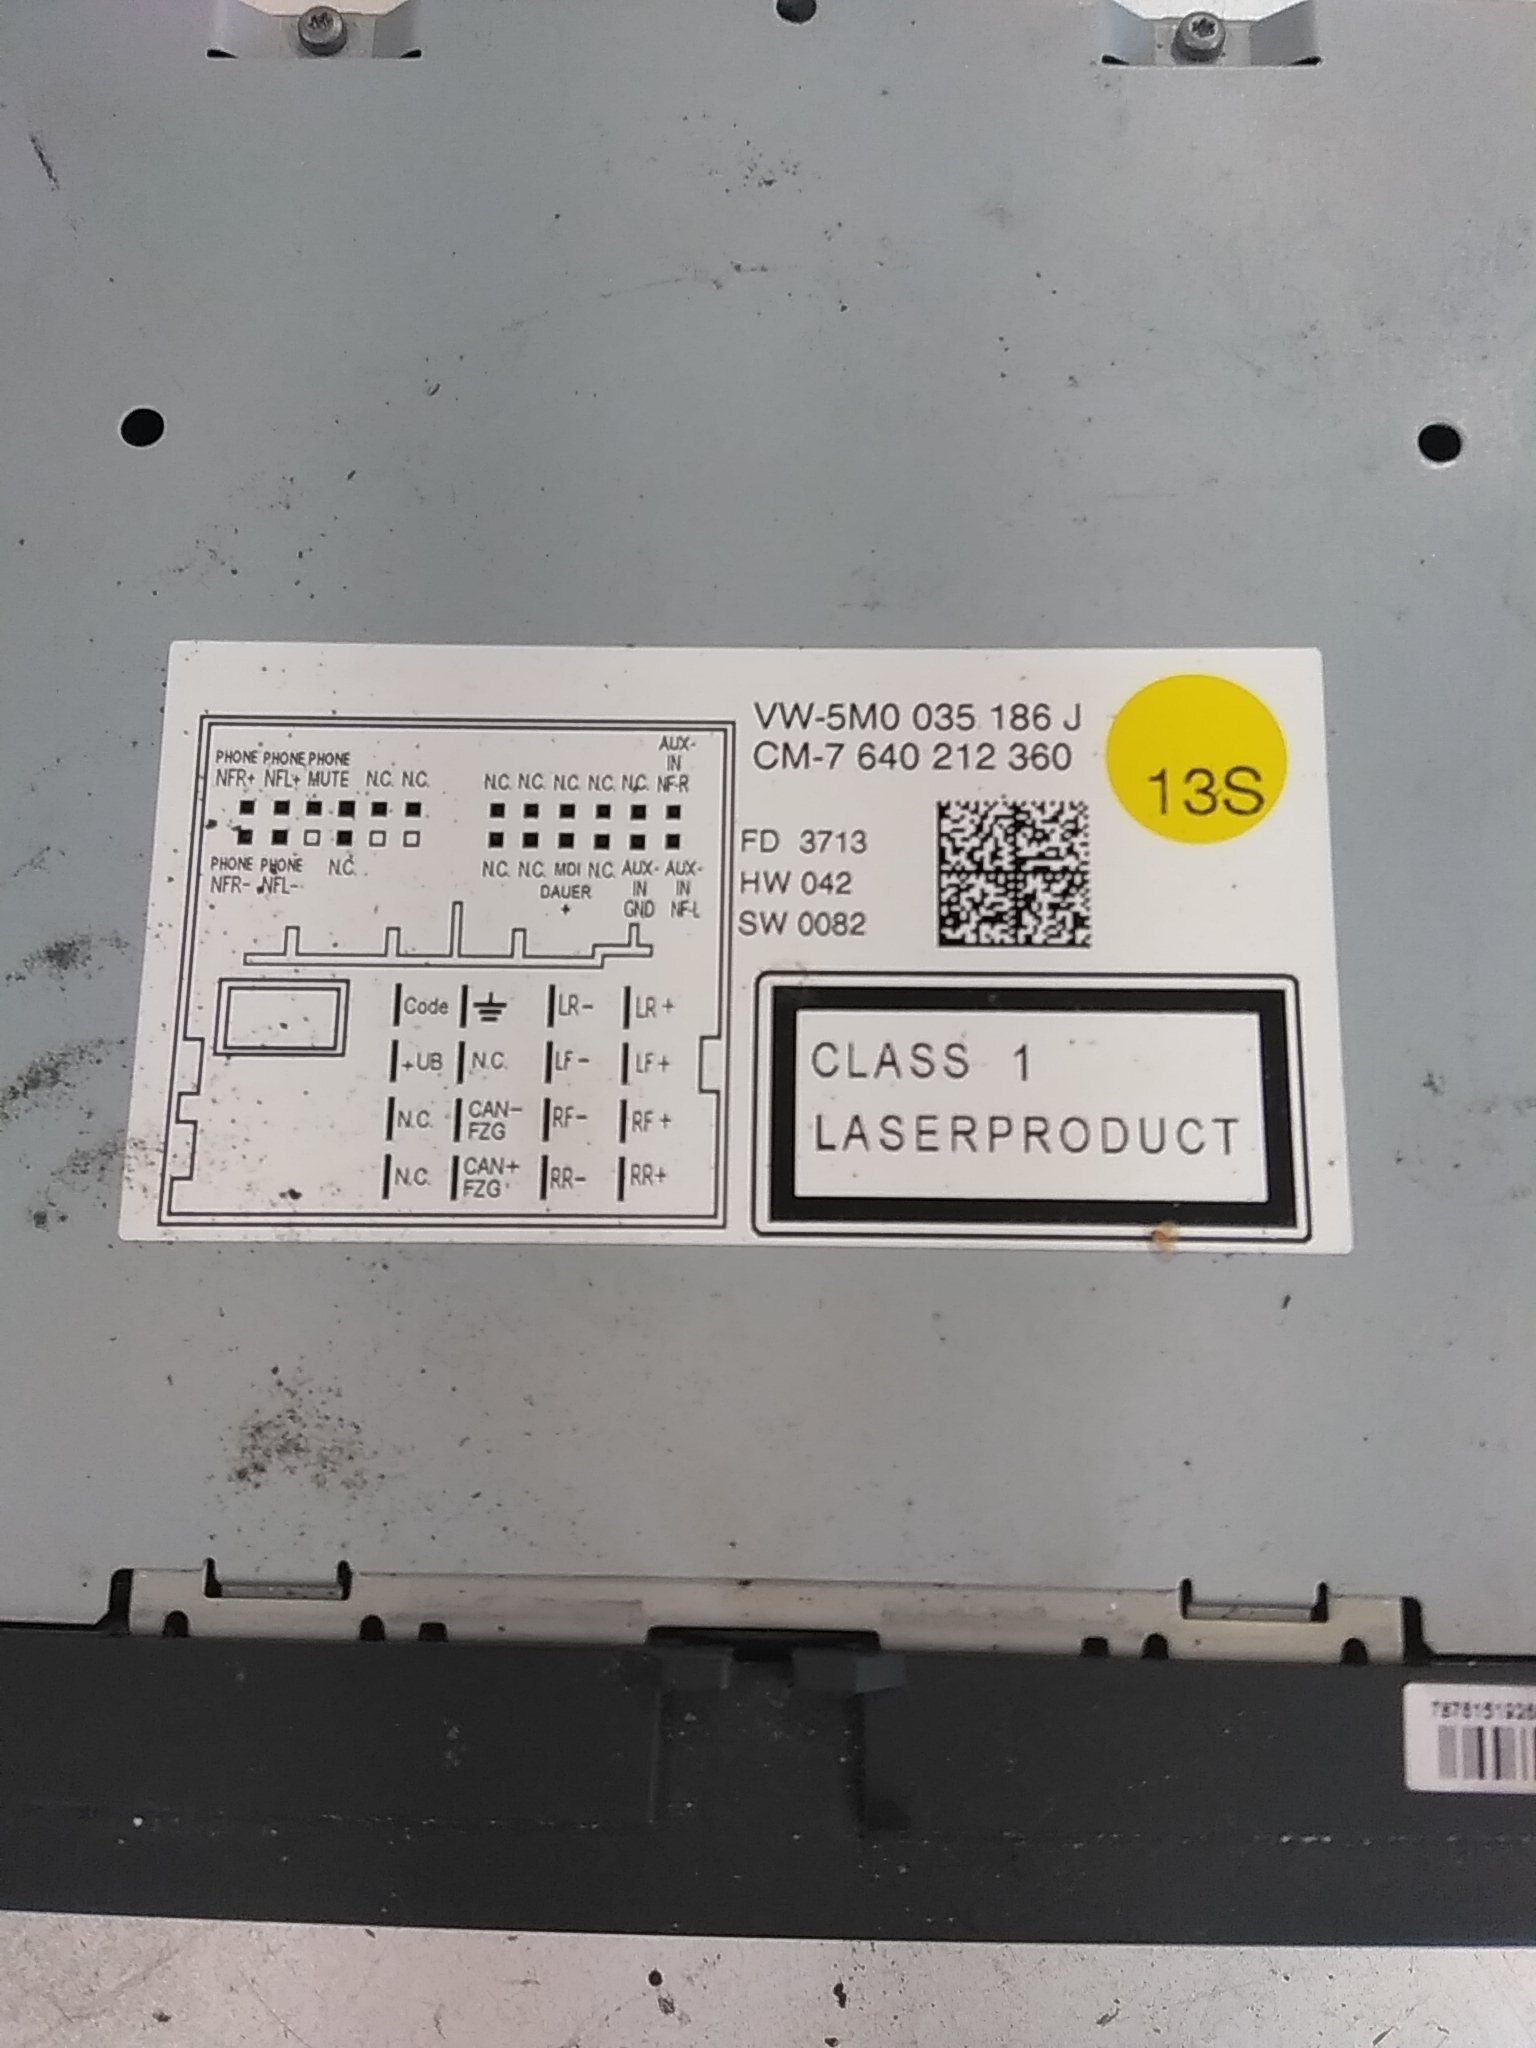 VW-5M0 035 186 J
CM-7 640 212 360
13S
FD 3713
HW 042
SW 0082
CLASS 1
LASERPRODUCT
PHONE PHONE PHONE
NFR+ NFL+ MUTE N.C. N.C.
AUX-
IN
N.C. N.C. N.C. N.C. N.C. NF-R
PHONE PHONE N.C.
NFR- NFL-
N.C. N.C. MDI N.C. AUX- AUX-
DAUER IN IN
+ GND NF-L
Code LR- LR+
+UB N.C. LF- LF+
N.C. CAN- RF- RF+
FZG
N.C. CAN+ RR- RR+
FZG